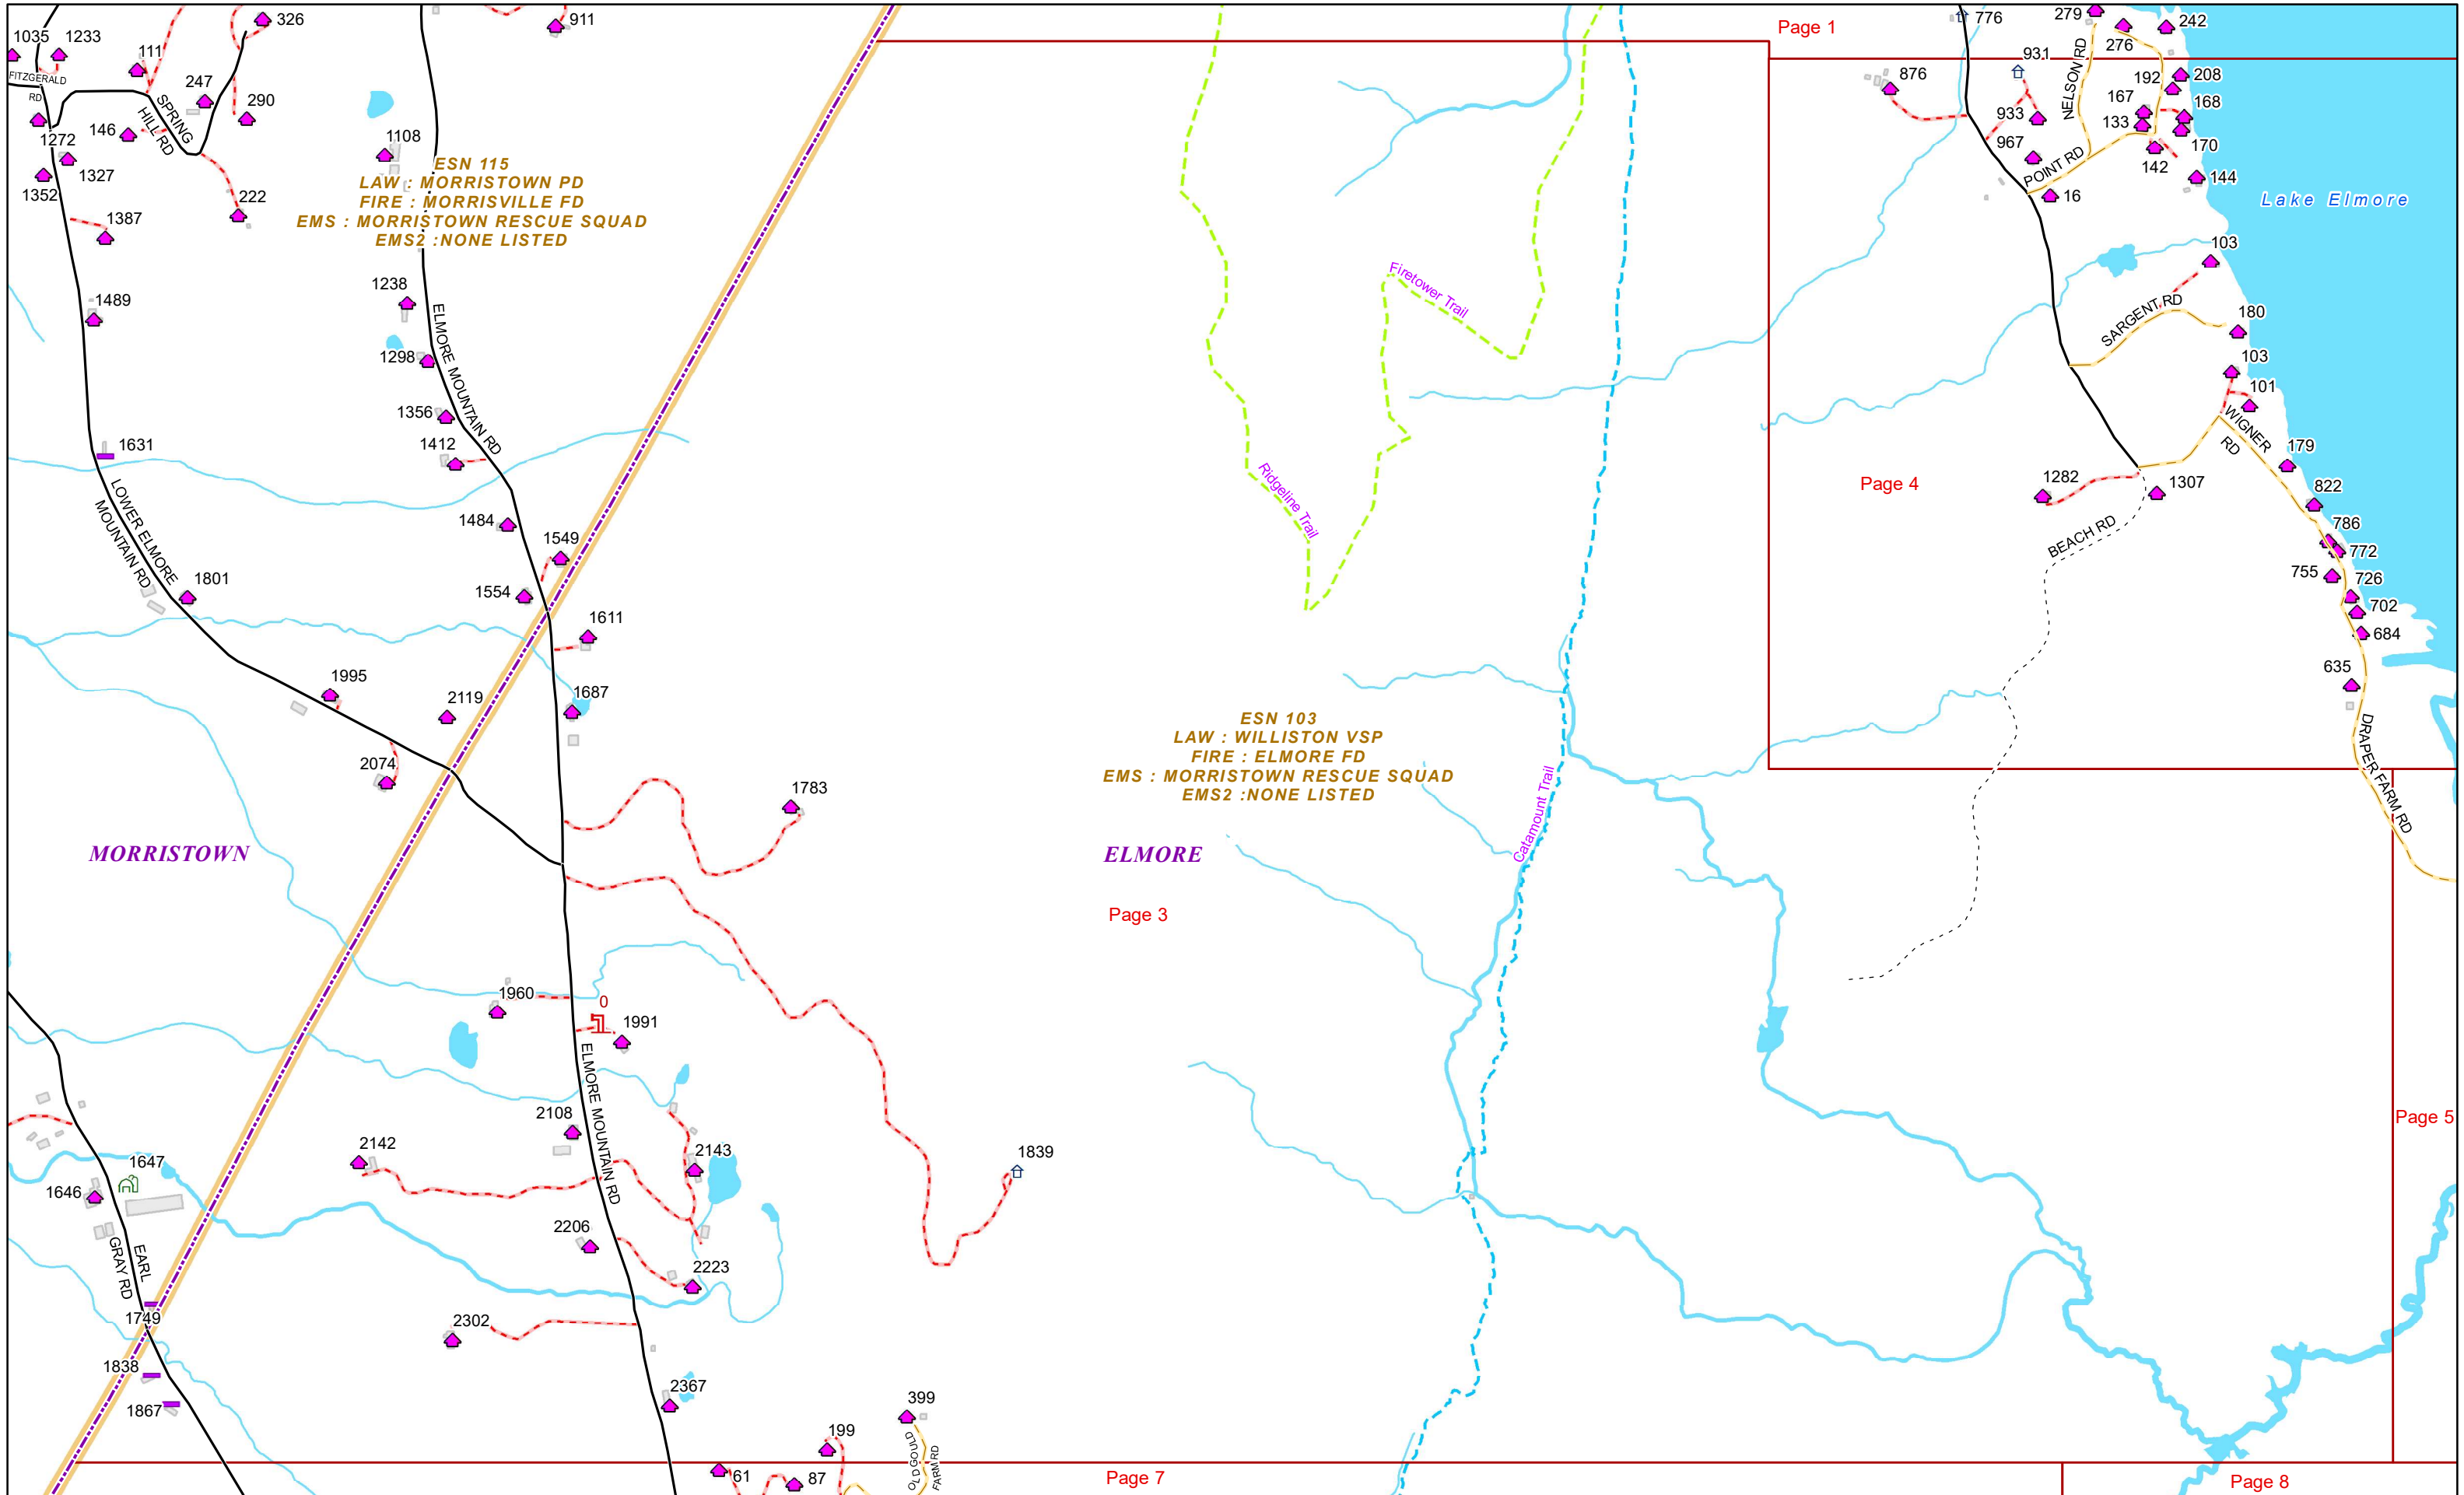 326
911
Page 1
776
279
242
276
1035
1233
111
FITZGERALD
RD
247
290
SPRING
HILL RD
146
1272
1327
1352
1387
222
1108
ESN 115
LAW : MORRISTOWN PD
FIRE : MORRISVILLE FD
EMS : MORRISTOWN RESCUE SQUAD
EMS2 :NONE LISTED
876
931
933
967
NELSON RD
192
208
167
168
133
170
142
144
POINT RD
16
Lake Elmore
103
1238
1489
1298
ELMORE MOUNTAIN RD
1356
1412
Firetower Trail
SARGENT RD
180
103
101
WIGNER
RD
179
1631
LOWER ELMORE
MOUNTAIN RD
1484
1549
1554
1611
1801
Ridgeline Trail
Page 4
1282
1307
BEACH RD
822
786
772
755
726
702
684
635
1995
2119
1687
2074
ESN 103
LAW : WILLISTON VSP
FIRE : ELMORE FD
EMS : MORRISTOWN RESCUE SQUAD
EMS2 :NONE LISTED
1783
Catamount Trail
DRAPER FARM RD
MORRISTOWN
ELMORE
Page 3
1960
0
1991
ELMORE MOUNTAIN RD
2108
2142
2143
1839
Page 5
1647
1646
EARL
GRAY RD
2206
2223
1749
2302
1838
1867
2367
399
199
OLD GOULD
FARM RD
61
87
Page 7
Page 8